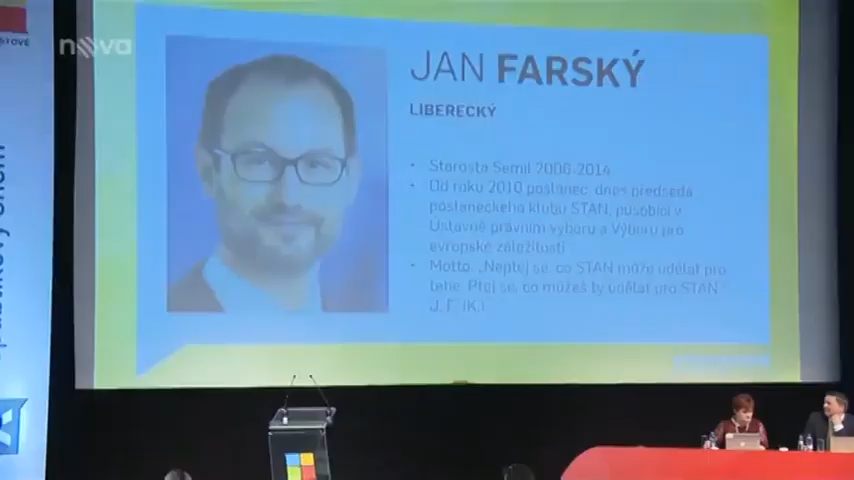 nova
JAN FARSKÝ
LIBERECKÝ
• Starosta Semil 2006-2014
• Od roku 2010 poslanec, dnes předseda
poslaneckého klubu STAN, působící v
Ústavně právním výboru a Výboru pro
evropské záležitosti
• Motto: „Neptej se, co STAN může udělat pro
tebe. Ptej se, co můžeš ty udělat pro STAN.“
J. F. (K.)